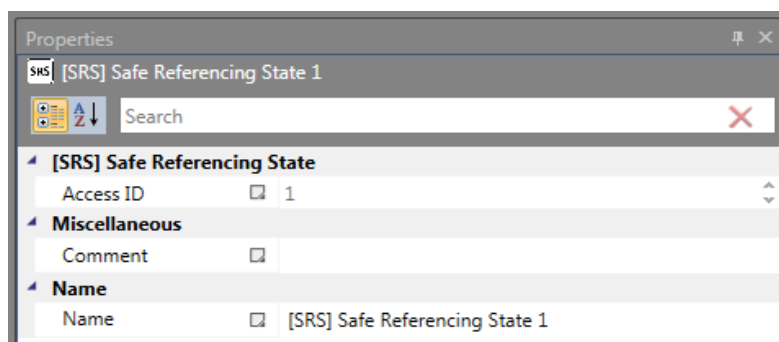 Properties
SRS [SRS] Safe Referencing State 1
A Z Search
[SRS] Safe Referencing State
Access ID 1
Miscellaneous
Comment
Name
Name [SRS] Safe Referencing State 1